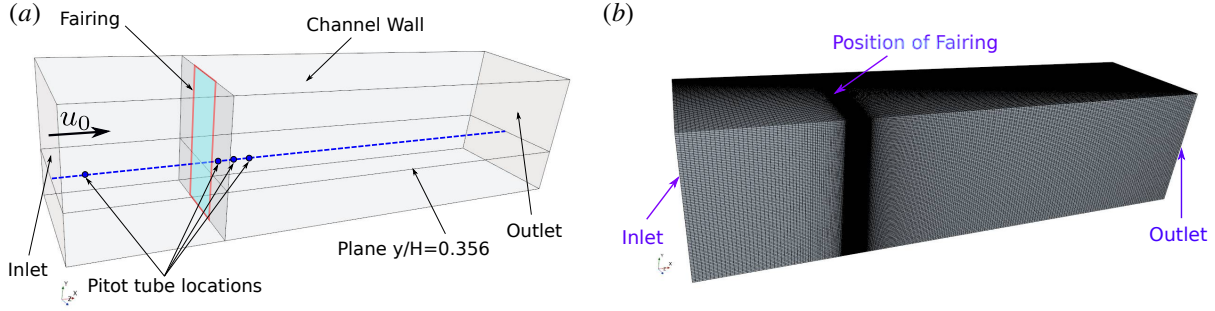 (a)
Fairing
Channel Wall
u0
Inlet
Pitot tube locations
Plane y/H=0.356
Outlet
Y
Z
X
(b)
Position of Fairing
Inlet
Outlet
Y
Z
X